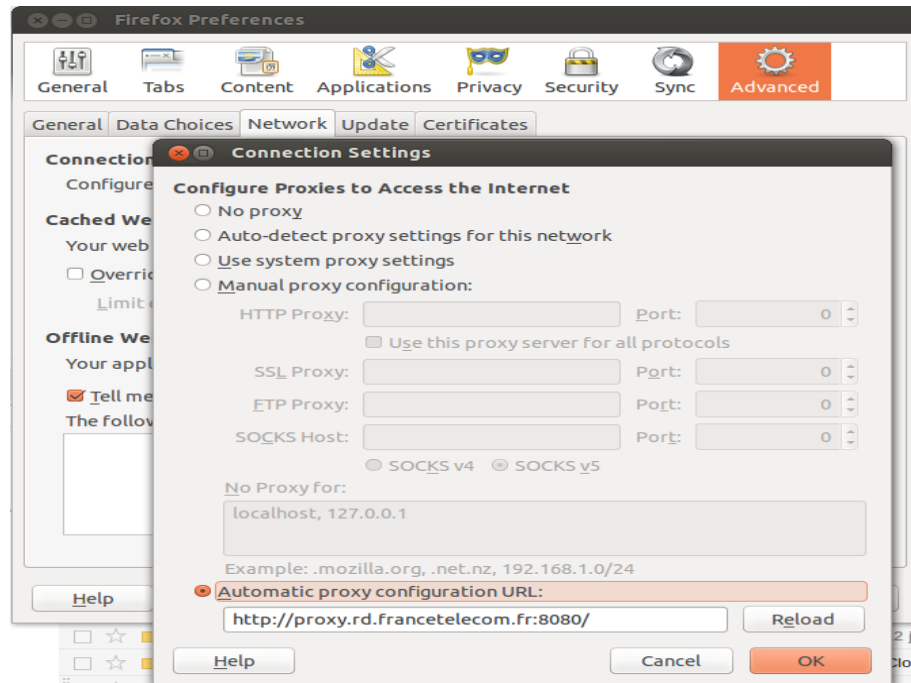 Firefox Preferences
General Tabs Content Applications Privacy Security Sync Advanced
General Data Choices Network Update Certificates
Connection
Connection Settings
Configure
Configure Proxies to Access the Internet
No proxy
Cached We
Auto-detect proxy settings for this network
Your web
Use system proxy settings
Overric
Manual proxy configuration:
Limit
HTTP Proxy: Port: 0
Offline We
Use this proxy server for all protocols
Your appl
SSL Proxy: Port: 0
Tell me
FTP Proxy: Port: 0
The follow
SOCKS Host: Port: 0
SOCKS v4 SOCKS v5
No Proxy for:
localhost, 127.0.0.1
Example: .mozilla.org, .net.nz, 192.168.1.0/24
Automatic proxy configuration URL:
Help
http://proxy.rd.francetelecom.fr:8080/ Reload
2 j
Help Cancel OK